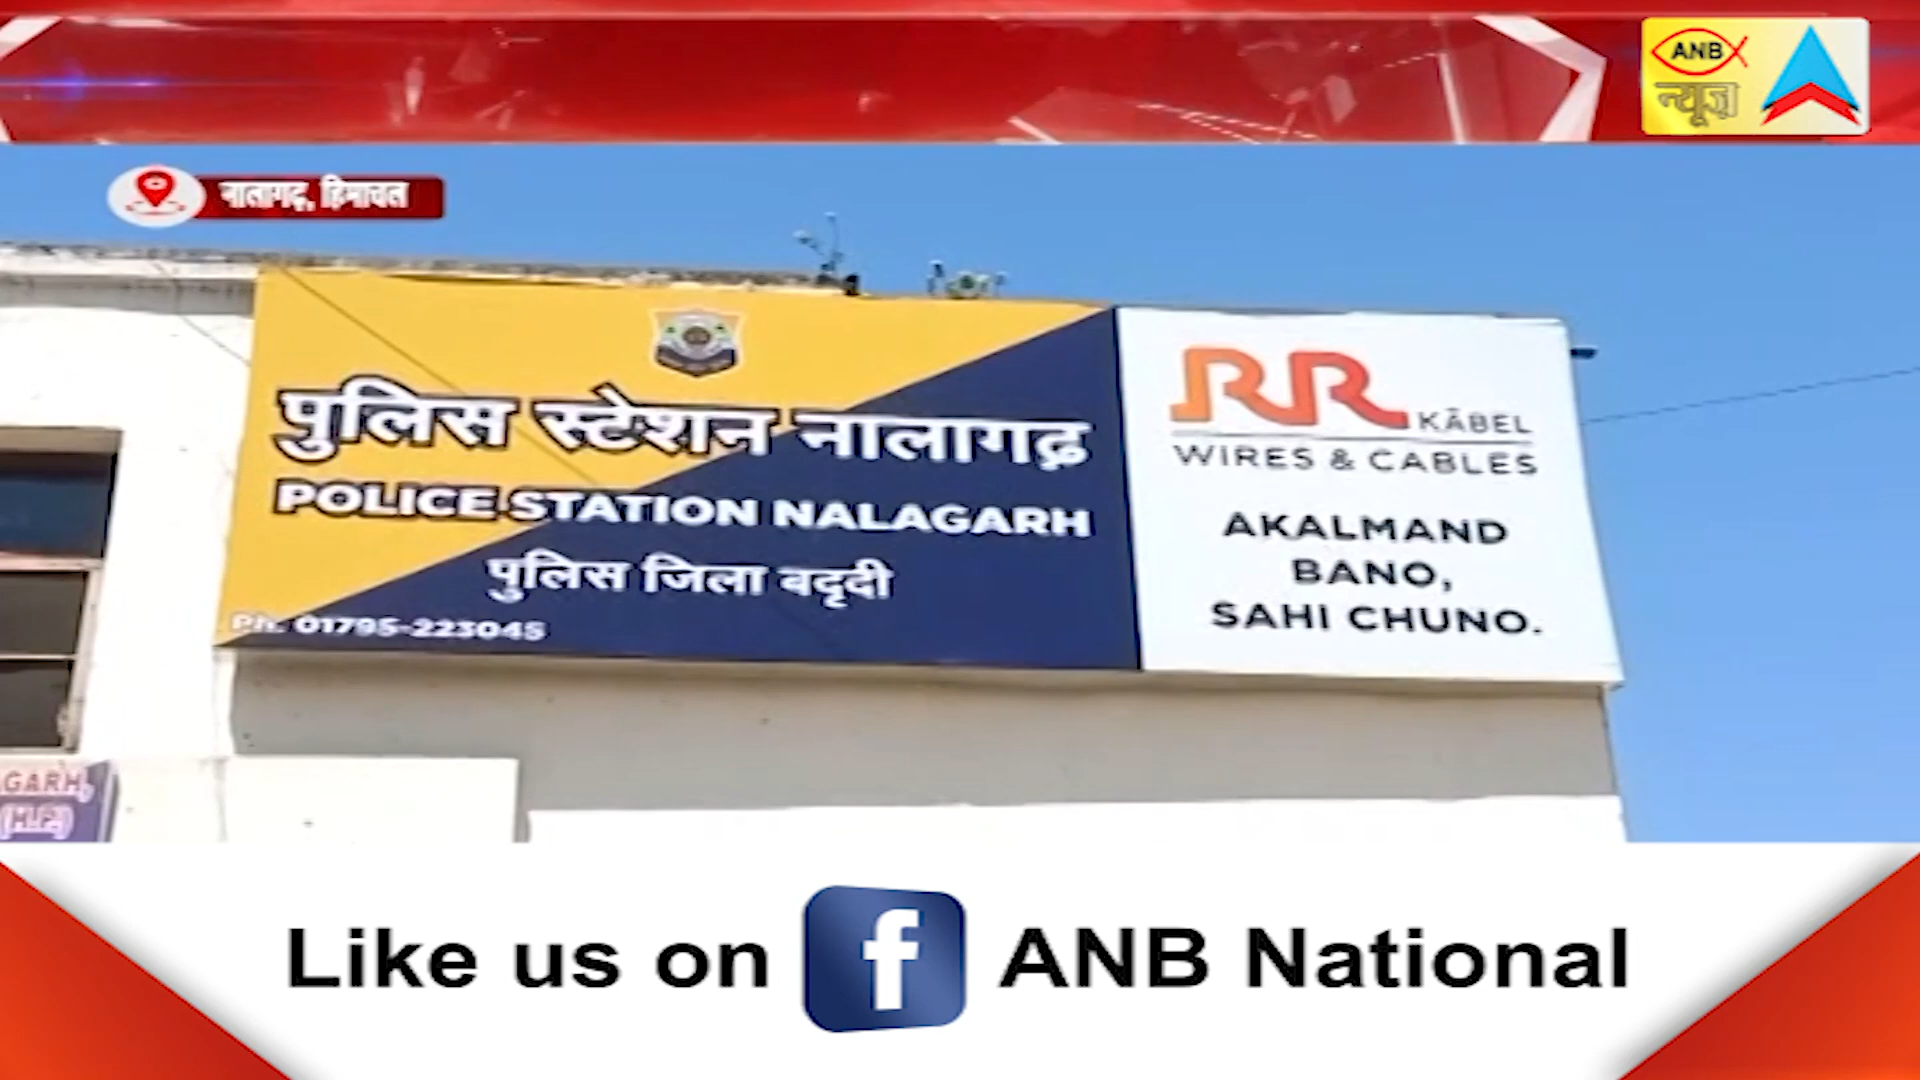 ANB
न्यूज़
नालागढ़, हिमाचल
पुलिस स्टेशन नालागढ़
POLICE STATION NALAGARH
पुलिस जिला बद्दी
Ph: 01795-223045
RR KĀBEL
WIRES & CABLES
AKALMAND
BANO,
SAHI CHUNO.
GARH,
(H.P.)
Like us on f ANB National